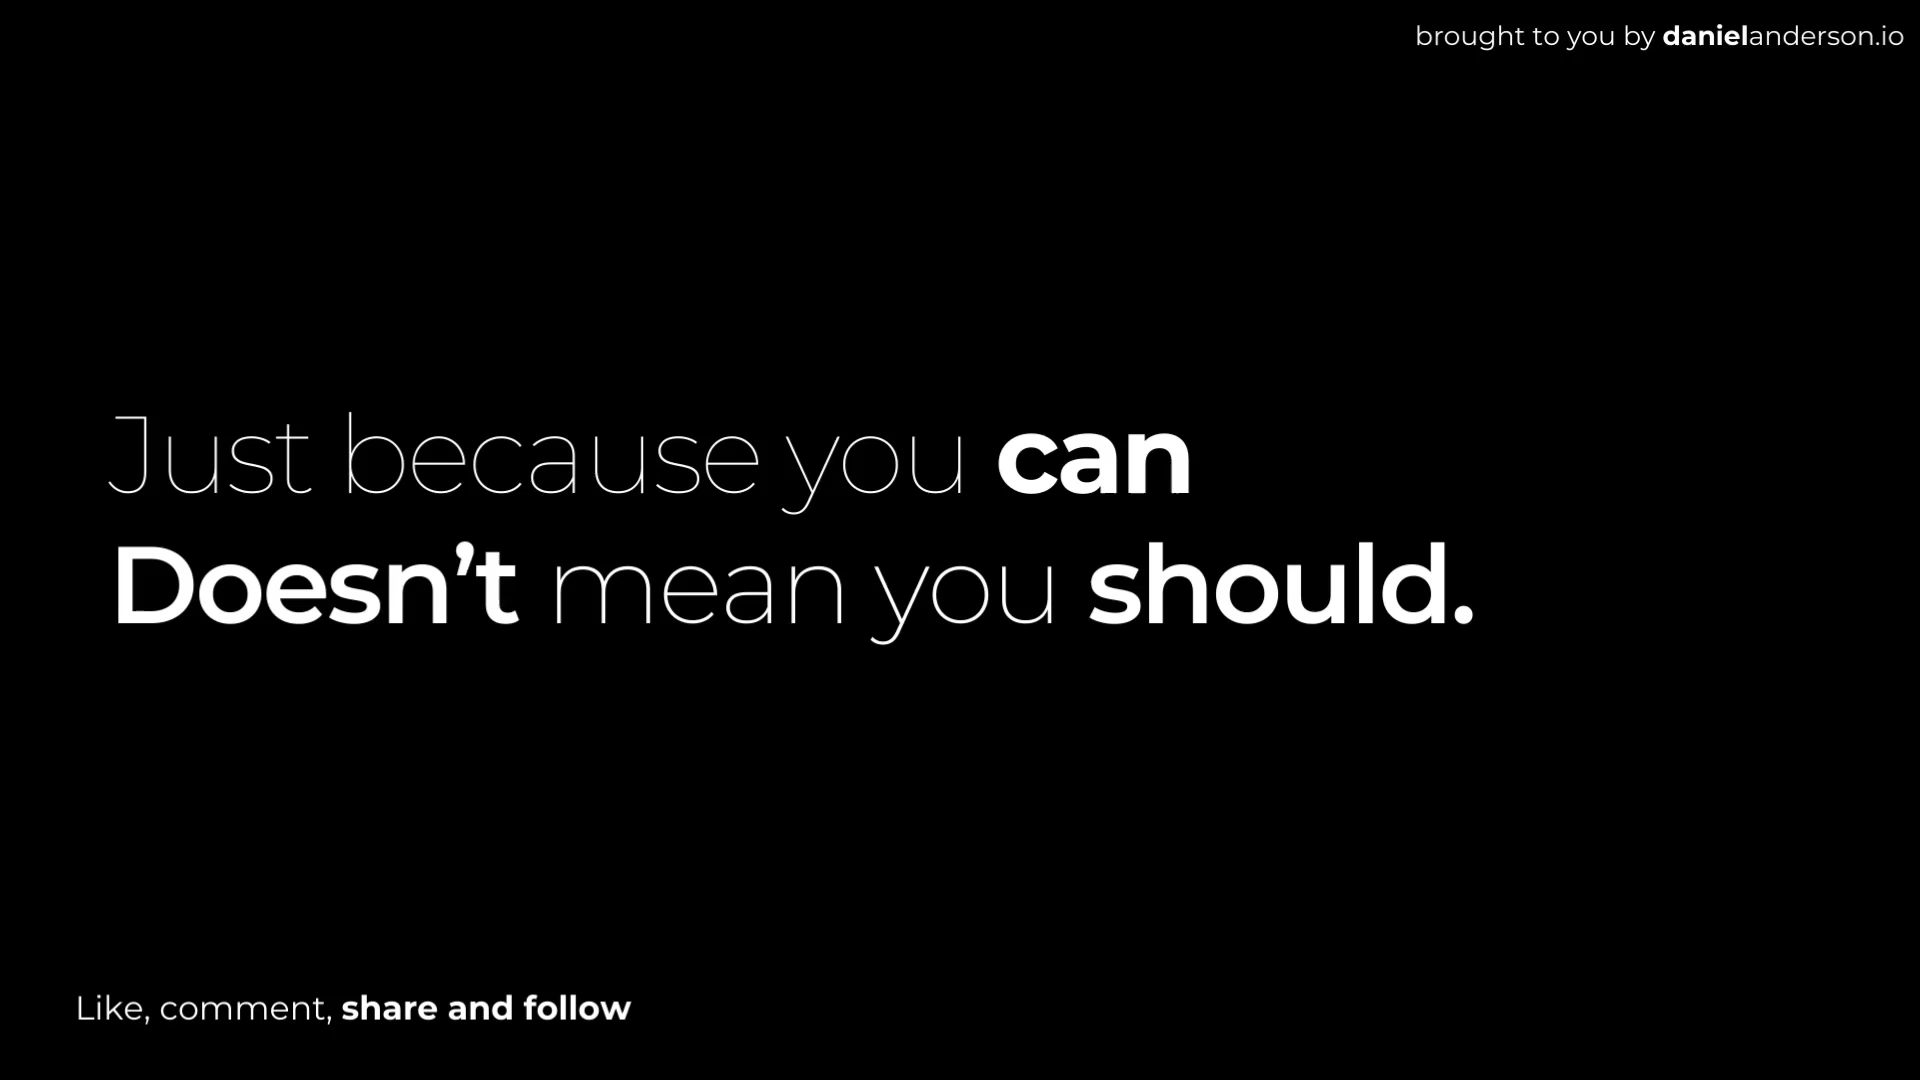 brought to you by danielanderson.io
Just because you can
Doesn’t mean you should.
Like, comment, share and follow